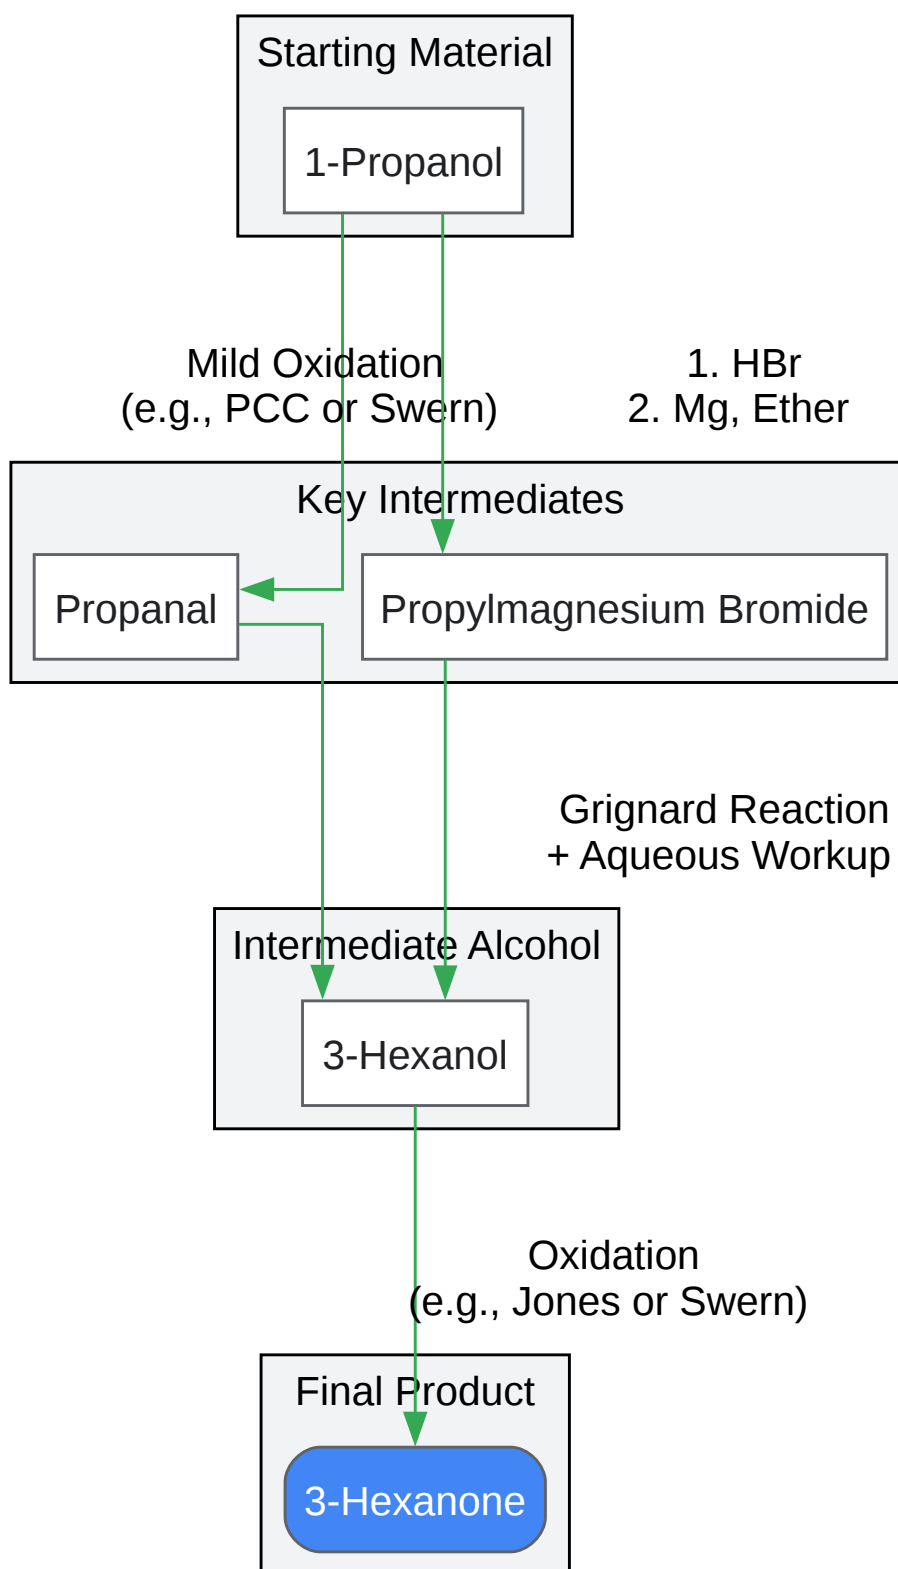 Starting Material
1-Propanol
Mild Oxidation
(e.g., PCC or Swern)
1. HBr
2. Mg, Ether
Key Intermediates
Propanal
Propylmagnesium Bromide
Grignard Reaction
+ Aqueous Workup
Intermediate Alcohol
3-Hexanol
Oxidation
(e.g., Jones or Swern)
Final Product
3-Hexanone